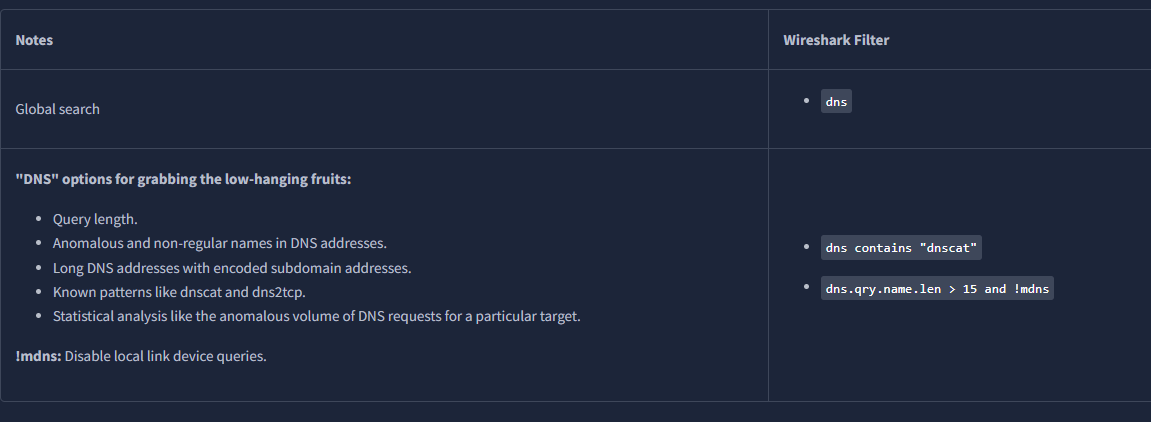 Notes
Wireshark Filter
Global search
dns
"DNS" options for grabbing the low-hanging fruits:
Query length.
Anomalous and non-regular names in DNS addresses.
Long DNS addresses with encoded subdomain addresses.
Known patterns like dnscat and dns2tcp.
Statistical analysis like the anomalous volume of DNS requests for a particular target.
!mdns: Disable local link device queries.
dns contains "dnscat"
dns.qry.name.len > 15 and !mdns